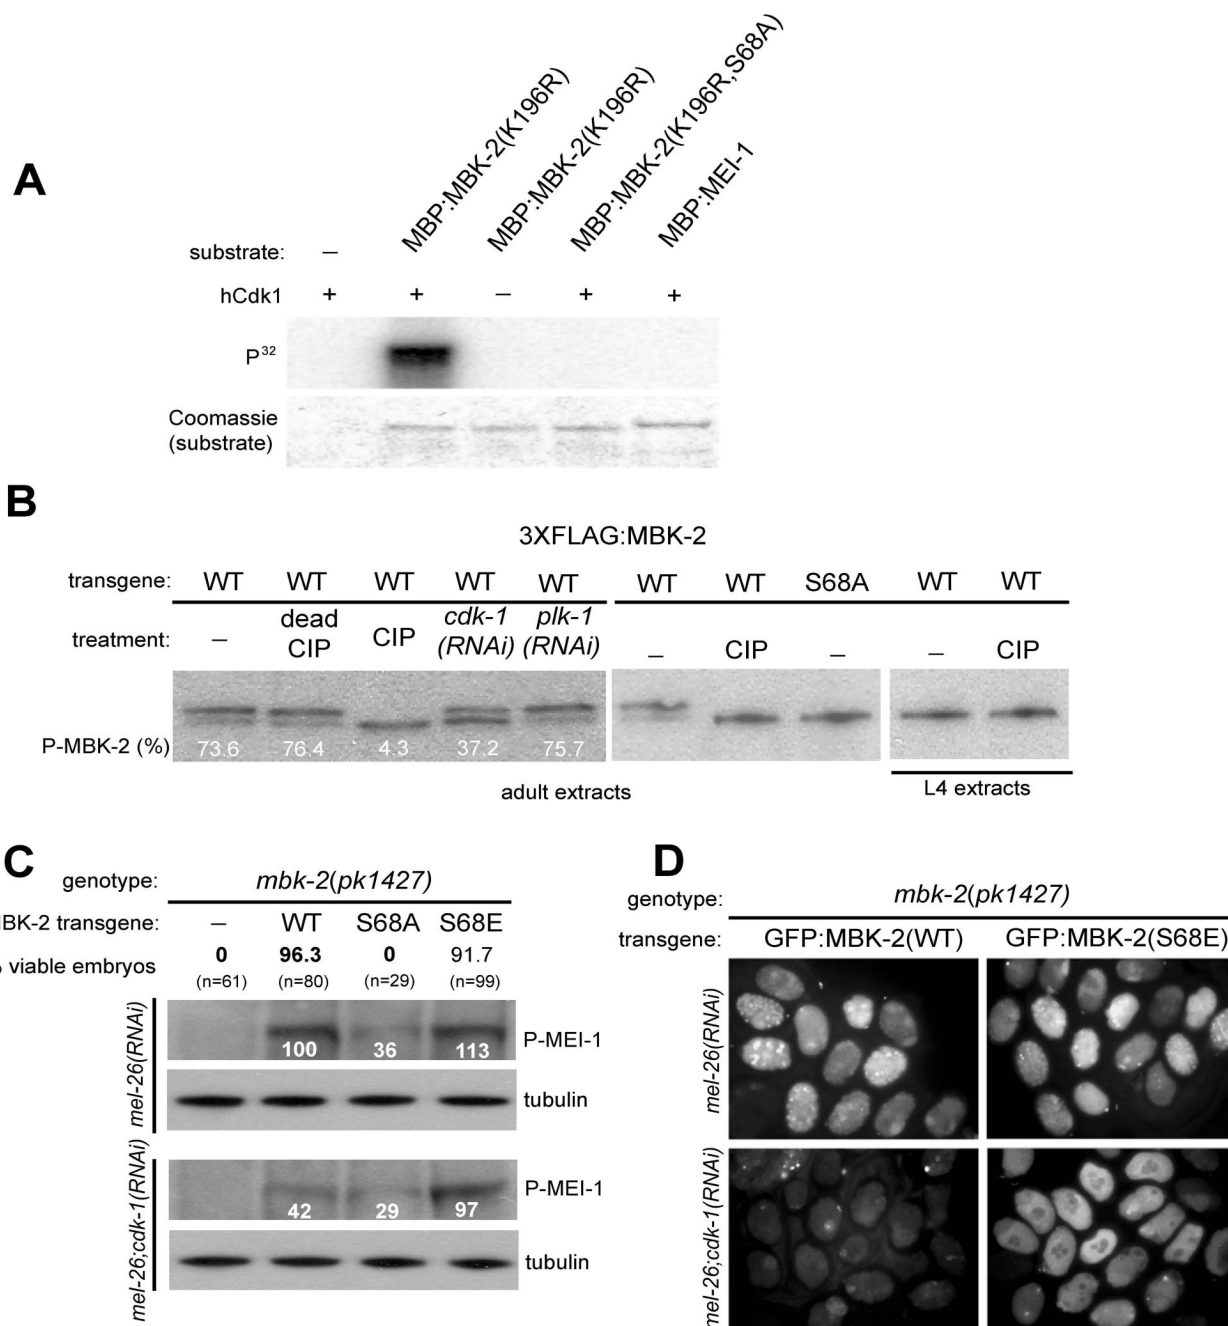 A
MBP:MBK-2(K196R)
MBP:MBK-2(K196R)
MBP:MBK-2(K196R,S68A)
MBP:MEI-1
substrate: –
hCdk1 + + – + +
P32
Coomassie
(substrate)
B
3XFLAG:MBK-2
transgene: WT WT WT WT WT WT WT S68A WT WT
treatment: – dead CIP CIP cdk-1 (RNAi) plk-1 (RNAi) – CIP – – CIP
P-MBK-2 (%) 73.6 76.4 4.3 37.2 75.7
adult extracts
L4 extracts
C
genotype: mbk-2(pk1427)
BK-2 transgene: – WT S68A S68E
viable embryos 0 96.3 0 91.7
(n=61) (n=80) (n=29) (n=99)
mel-26(RNAi)
100 36 113 P-MEI-1
tubulin
mel-26;cdk-1(RNAi)
42 29 97 P-MEI-1
tubulin
D
genotype: mbk-2(pk1427)
transgene: GFP:MBK-2(WT) GFP:MBK-2(S68E)
mel-26(RNAi)
mel-26;cdk-1(RNAi)